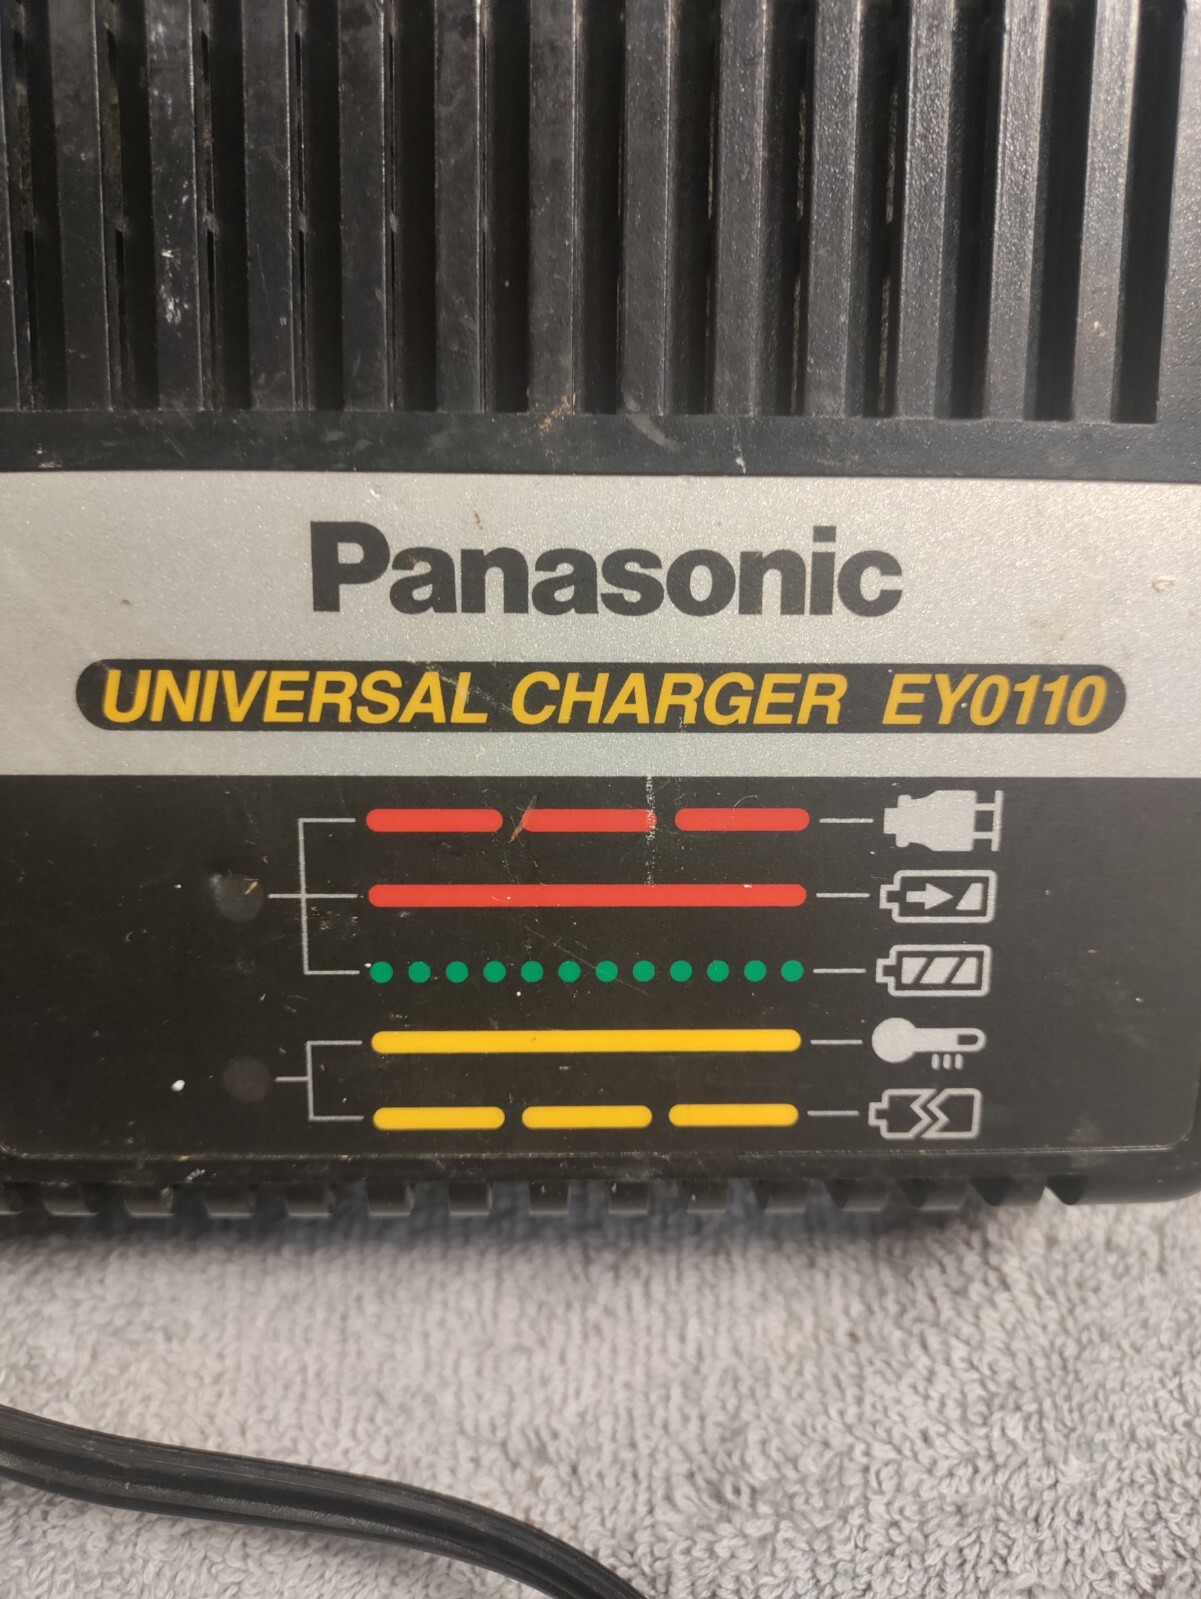 Panasonic
UNIVERSAL CHARGER EY0110